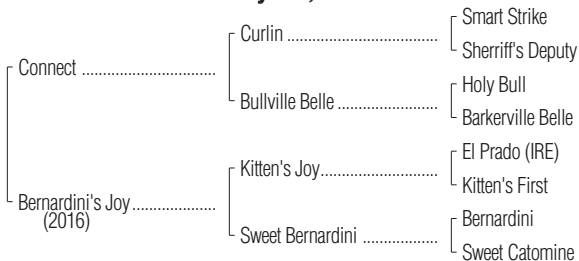 Smart Strike
Curlin
Sherriff's Deputy
Connect
Holy Bull
Bullville Belle
Barkerville Belle
El Prado (IRE)
Kitten's Joy
Kitten's First
Bernardini's Joy
(2016)
Bernardini
Sweet Bernardini
Sweet Catomine